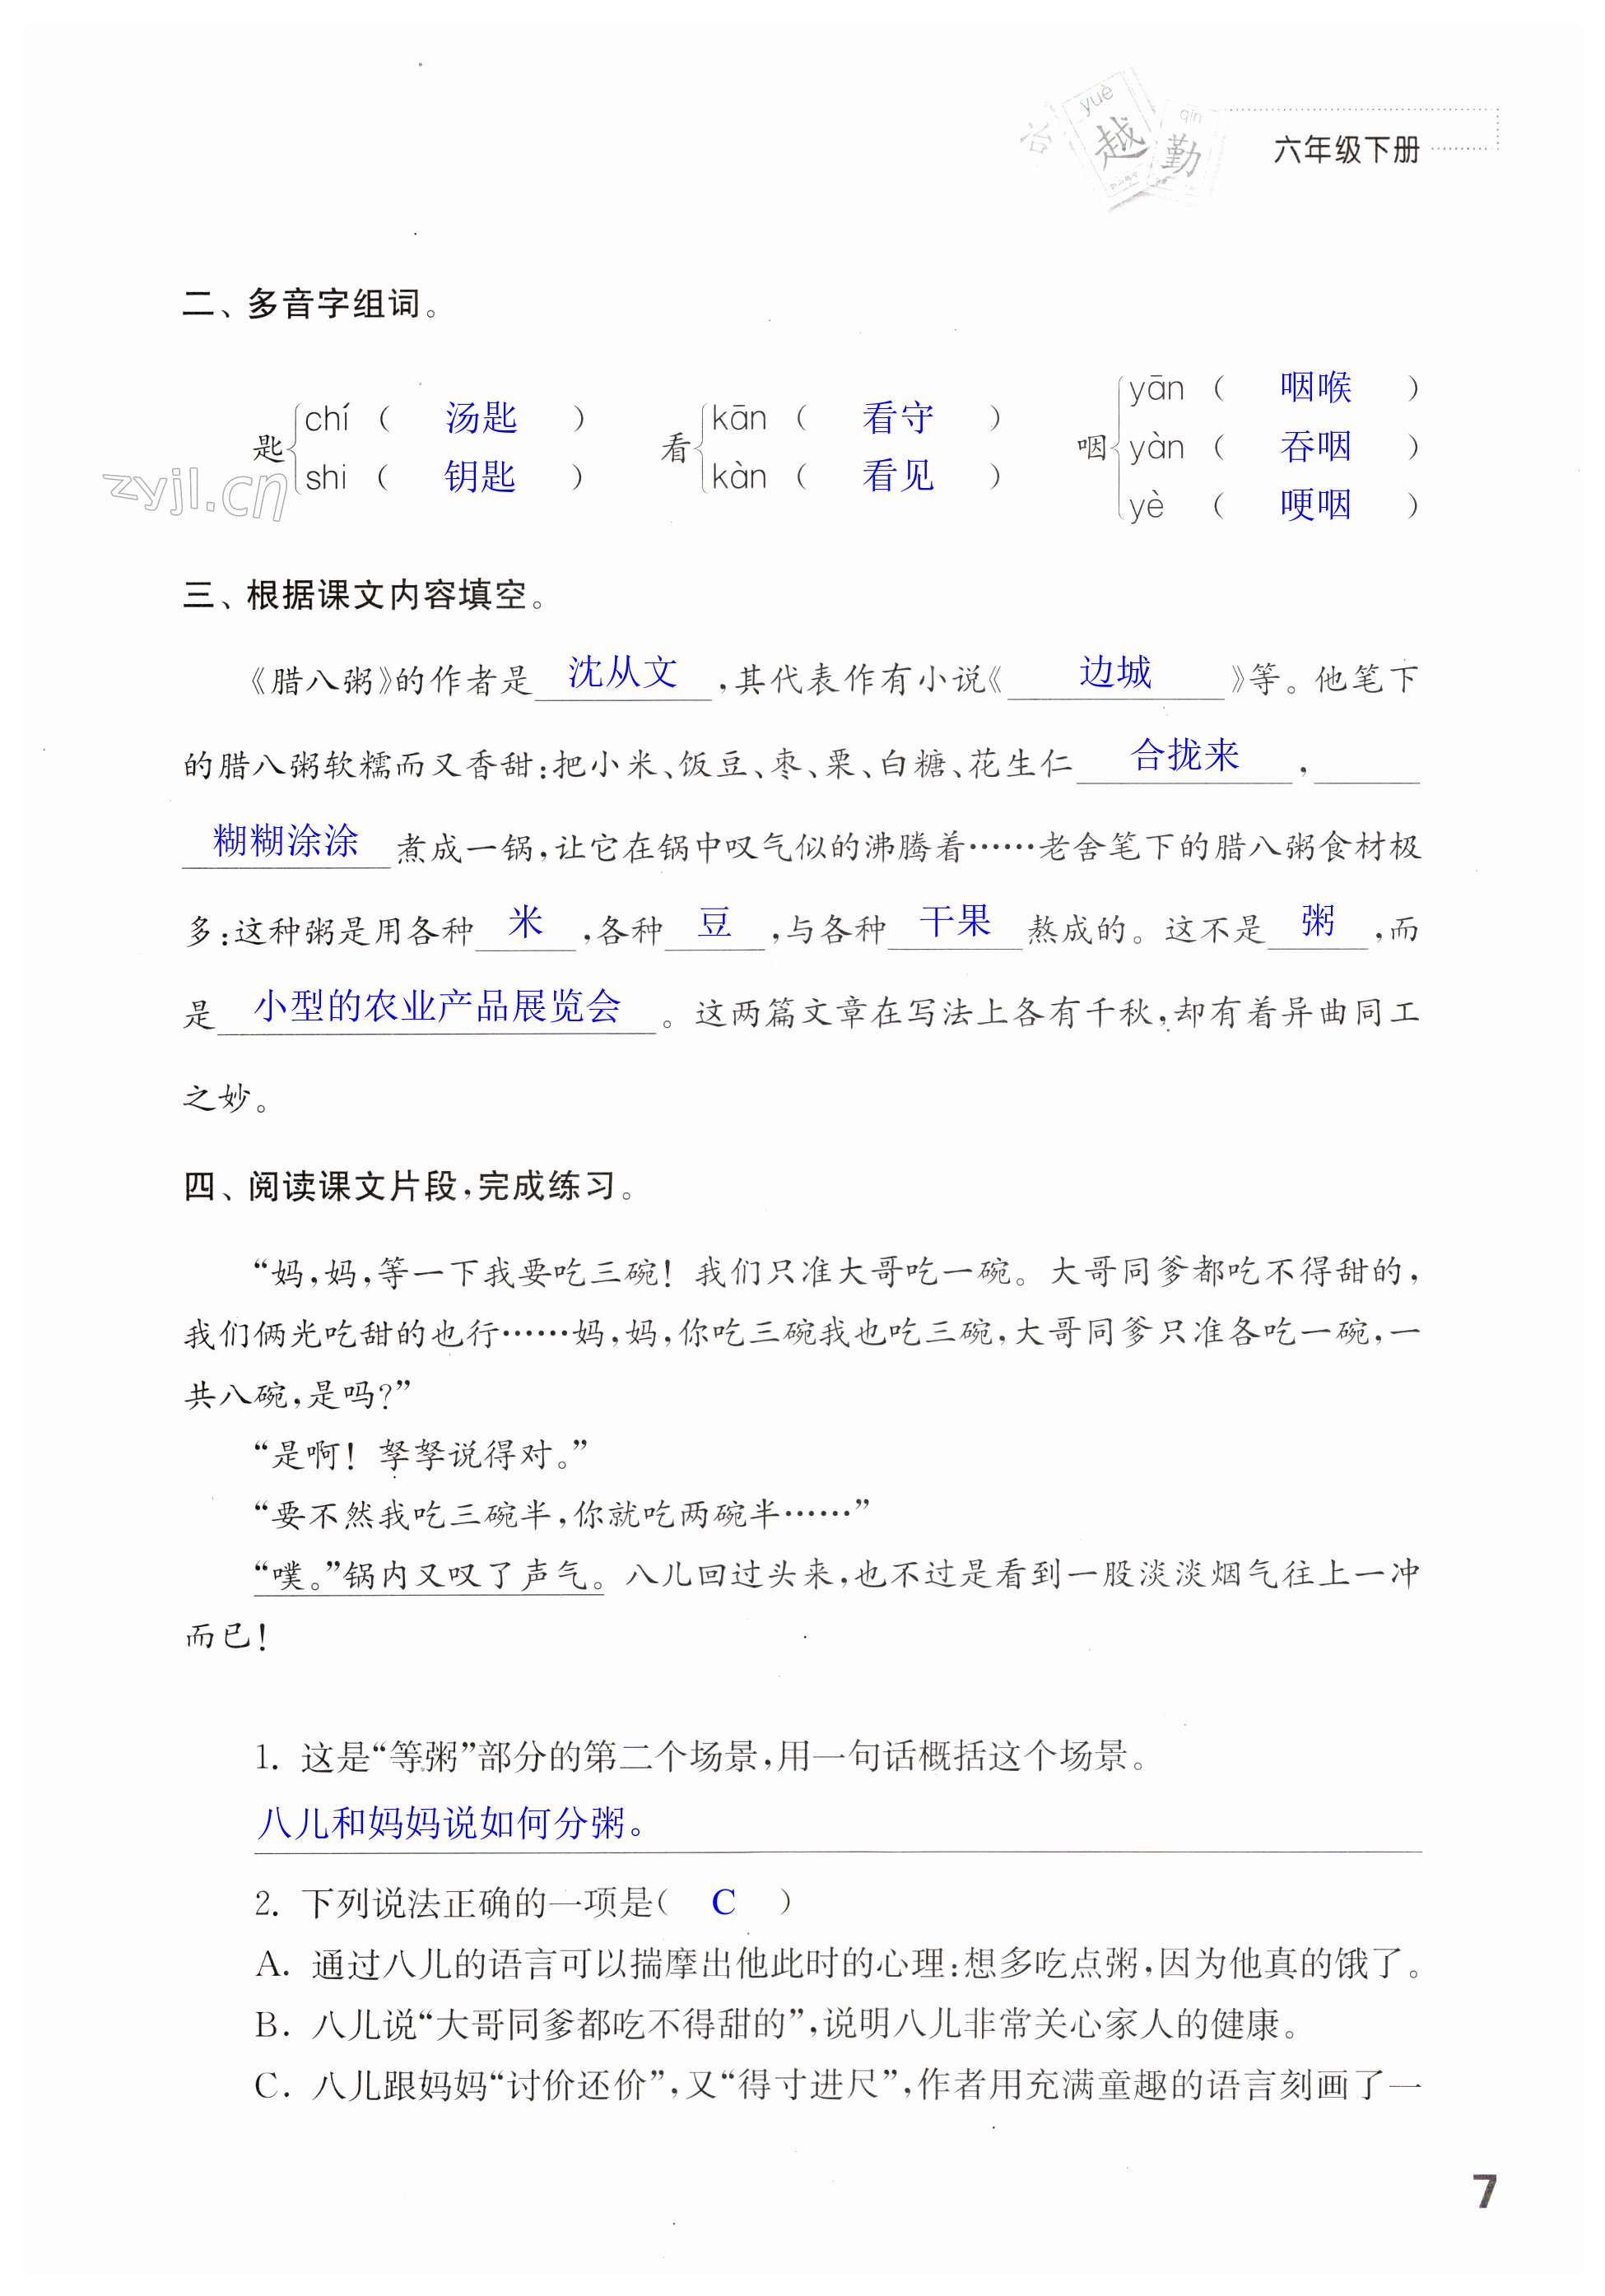 yuè
越
qín
勤
六年级下册
二、多音字组词。
匙 chí ( 汤匙 )
shi ( 钥匙 )
看 kān ( 看守 )
kàn ( 看见 )
咽 yān ( 咽喉 )
yàn ( 吞咽 )
yè ( 哽咽 )
zyjl.cn
三、根据课文内容填空。
《腊八粥》的作者是 沈从文 ,其代表作有小说《 边城 》等。他笔下
的腊八粥软糯而又香甜:把小米、饭豆、枣、栗、白糖、花生仁 合拢来 ,
糊糊涂涂 煮成一锅,让它在锅中叹气似的沸腾着……老舍笔下的腊八粥食材极
多:这种粥是用各种 米 ,各种 豆 ,与各种 干果 熬成的。这不是 粥 ,而
是 小型的农业产品展览会 。这两篇文章在写法上各有千秋,却有着异曲同工
之妙。
四、阅读课文片段,完成练习。
“妈,妈,等一下我要吃三碗！我们只准大哥吃一碗。大哥同爹都吃不得甜的,
我们俩光吃甜的也行……妈,妈,你吃三碗我也吃三碗,大哥同爹只准各吃一碗,一
共八碗,是吗?”
“是啊！孥孥说得对。”
“要不然我吃三碗半,你就吃两碗半……”
“噗。”锅内又叹了声气。八儿回过头来,也不过是看到一股淡淡烟气往上一冲
而已！
1. 这是“等粥”部分的第二个场景,用一句话概括这个场景。
八儿和妈妈说如何分粥。
2. 下列说法正确的一项是( C )
A. 通过八儿的语言可以揣摩出他此时的心理:想多吃点粥,因为他真的饿了。
B. 八儿说“大哥同爹都吃不得甜的”,说明八儿非常关心家人的健康。
C. 八儿跟妈妈“讨价还价”,又“得寸进尺”,作者用充满童趣的语言刻画了一
7